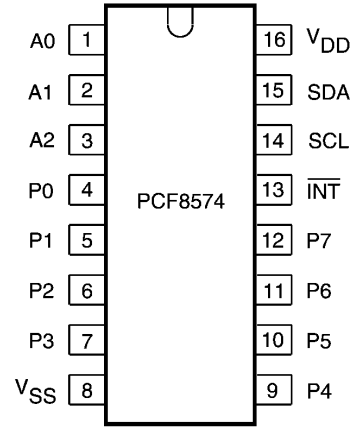 A0 1 16 VDD
A1 2 15 SDA
A2 3 14 SCL
P0 4 13 INT
PCF8574
P1 5 12 P7
P2 6 11 P6
P3 7 10 P5
VSS 8 9 P4